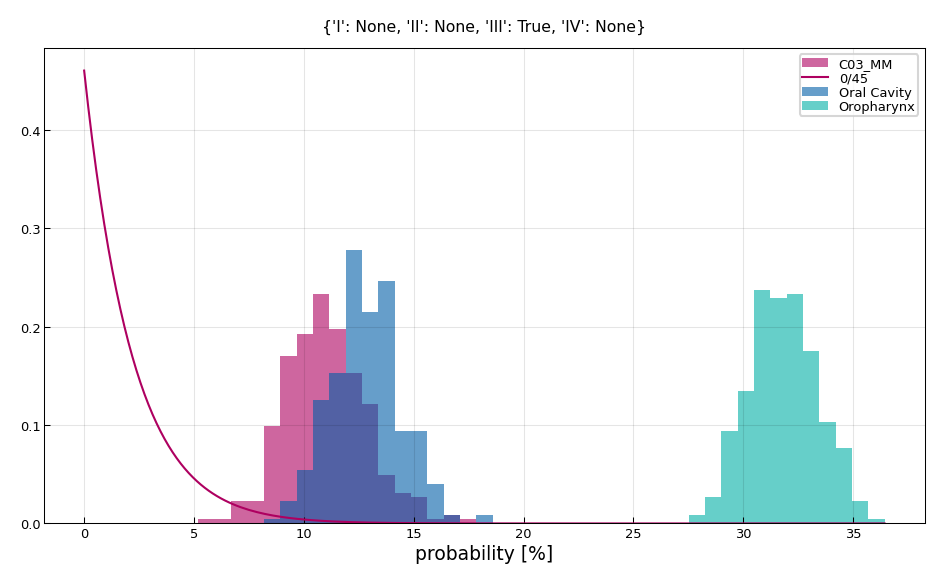 {'I': None, 'II': None, 'III': True, 'IV': None}
C03_MM
0/45
Oral Cavity
Oropharynx
0.4
0.3
0.2
0.1
0.0
0 5 10 15 20 25 30 35
probability [%]